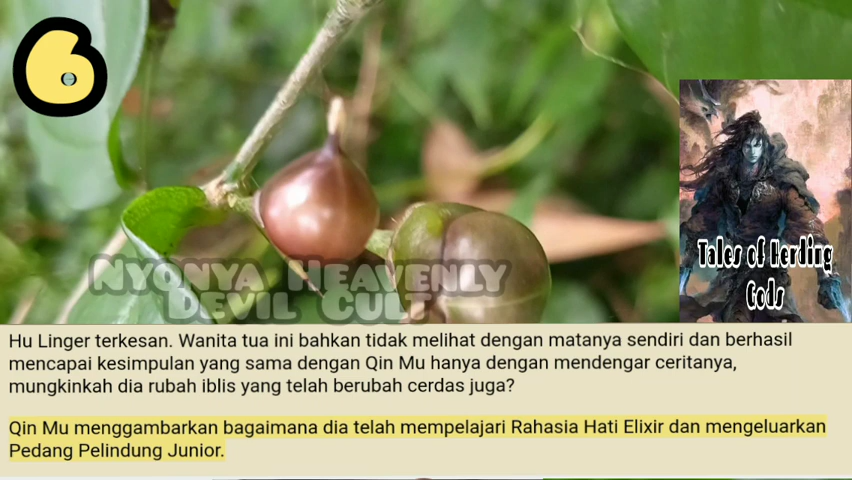 6
Tales of Herding
Gods
Nyonya Heavenly
Devil Cult
Hu Linger terkesan. Wanita tua ini bahkan tidak melihat dengan matanya sendiri dan berhasil
mencapai kesimpulan yang sama dengan Qin Mu hanya dengan mendengar ceritanya,
mungkinkah dia rubah iblis yang telah berubah cerdas juga?
Qin Mu menggambarkan bagaimana dia telah mempelajari Rahasia Hati Elixir dan mengeluarkan
Pedang Pelindung Junior.